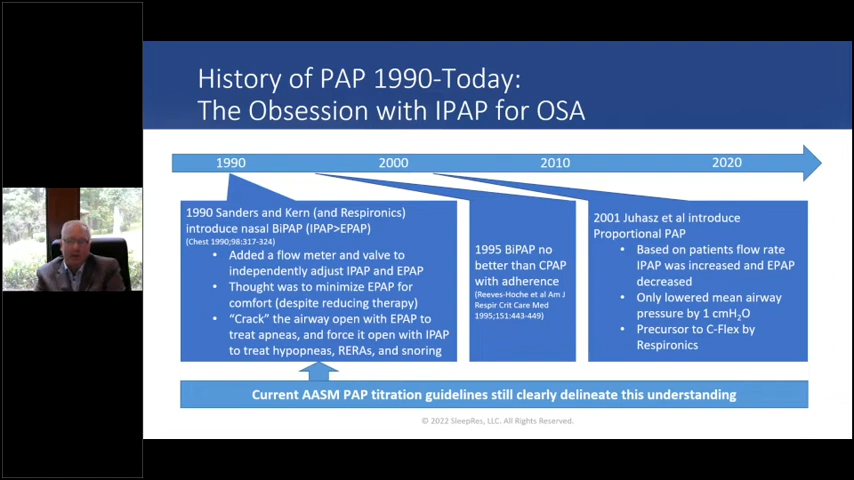 History of PAP 1990-Today:
The Obsession with IPAP for OSA
1990
2000
2010
2020
1990 Sanders and Kern (and Respironics)
introduce nasal BiPAP (IPAP>EPAP)
(Chest 1990;98:317-324)
• Added a flow meter and valve to
independently adjust IPAP and EPAP
• Thought was to minimize EPAP for
comfort (despite reducing therapy)
• “Crack” the airway open with EPAP to
treat apneas, and force it open with IPAP
to treat hypopneas, RERAs, and snoring
1995 BiPAP no
better than CPAP
with adherence
(Reeves-Hoche et al Am J
Respir Crit Care Med
1995;151:443-449)
2001 Juhasz et al introduce
Proportional PAP
• Based on patients flow rate
IPAP was increased and EPAP
decreased
• Only lowered mean airway
pressure by 1 cmH₂O
• Precursor to C-Flex by
Respironics
Current AASM PAP titration guidelines still clearly delineate this understanding
© 2022 SleepRes, LLC. All Rights Reserved.